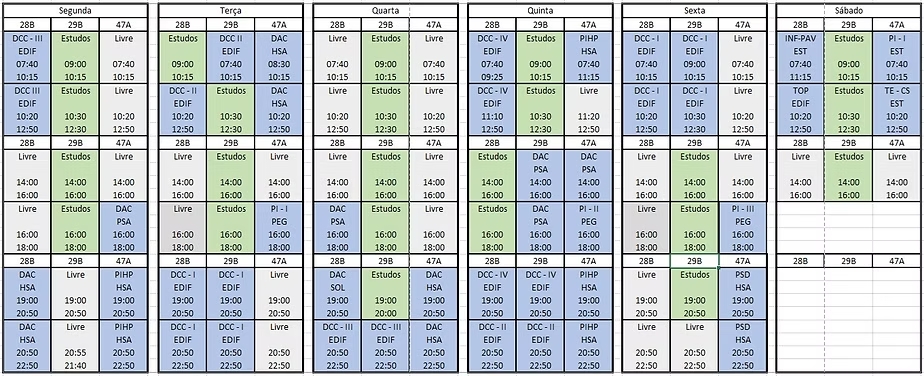 Segunda Terça Quarta Quinta Sexta Sábado
28B 29B 47A 28B 29B 47A 28B 29B 47A 28B 29B 47A 28B 29B 47A 28B 29B 47A
DCC - III Estudos Livre Estudos DCC II DAC Livre Estudos Livre DCC - IV Estudos PIHP DCC - I DCC - I Livre INF-PAV Estudos PI - I
EDIF EDIF HSA EDIF HSA EDIF EDIF EST EST
07:40 09:00 07:40 09:00 07:40 08:30 07:40 09:00 07:40 07:40 09:00 07:40 07:40 09:00 07:40 07:40 09:00 07:40
10:15 10:15 10:15 10:15 10:15 10:15 10:15 10:15 10:15 09:25 10:15 11:15 10:15 10:15 10:15 11:15 10:15 10:15
DCC III Estudos Livre DCC - II Estudos DAC Livre Estudos Livre DCC - IV Estudos Livre DCC - I DCC - I Livre TOP Estudos TE - CS
EDIF EDIF HSA EDIF EDIF EDIF EDIF EST
10:20 10:30 10:20 10:20 10:30 10:20 10:20 10:30 10:20 11:10 10:30 11:20 10:20 10:30 10:20 10:20 10:30 10:20
12:50 12:30 12:50 12:50 12:30 12:50 12:50 12:30 12:50 12:50 12:30 12:50 12:50 12:30 12:50 12:50 12:30 12:50
28B 29B 47A 28B 29B 47A 28B 29B 47A 28B 29B 47A 28B 29B 47A 28B 29B 47A
Livre Estudos Livre Livre Estudos Livre Livre Estudos Livre Estudos DAC DAC Livre Estudos Livre Livre Estudos Livre
PSA PSA
14:00 14:00 14:00 14:00 14:00 14:00 14:00 14:00 14:00 14:00 14:00 14:00 14:00 14:00 14:00 14:00 14:00 14:00
16:00 16:00 16:00 16:00 16:00 16:00 16:00 16:00 16:00 16:00 16:00 16:00 16:00 16:00 16:00 16:00 16:00 16:00
Livre Estudos DAC Livre Estudos PI - I DAC Estudos Livre Estudos DAC PI - II Livre Estudos PI - III
PSA PEG PSA PSA PEG PEG
16:00 16:00 16:00 16:00 16:00 16:00 16:00 16:00 16:00 16:00 16:00 16:00 16:00 16:00 16:00
18:00 18:00 18:00 18:00 18:00 18:00 18:00 18:00 18:00 18:00 18:00 18:00 18:00 18:00 18:00
28B 29B 47A 28B 29B 47A 28B 29B 47A 28B 29B 47A 28B 29B 47A 28B 29B 47A
DAC Livre PIHP DCC - I DCC - I Livre DAC Estudos DAC DCC - IV DCC - IV PIHP Livre Estudos PSD
HSA HSA EDIF EDIF SOL HSA EDIF EDIF HSA HSA
19:00 19:00 19:00 19:00 19:00 19:00 19:00 19:00 19:00 19:00 19:00 19:00 19:00 19:00 19:00
20:50 20:50 20:50 20:50 20:50 20:50 20:50 20:00 20:50 20:50 20:50 20:50 20:50 20:50 20:50
DAC Livre PIHP DCC - I DCC - I Livre DCC - III DCC - III DAC DCC - II DCC - II PIHP Livre Livre PSD
HSA HSA EDIF EDIF EDIF EDIF HSA EDIF EDIF HSA HSA
20:50 20:55 20:50 20:50 20:50 20:50 20:50 20:50 20:50 20:50 20:50 20:50 20:50 20:50 20:50
22:50 21:40 22:50 22:50 22:50 22:50 22:50 22:50 22:50 22:50 22:50 22:50 22:50 22:50 22:50